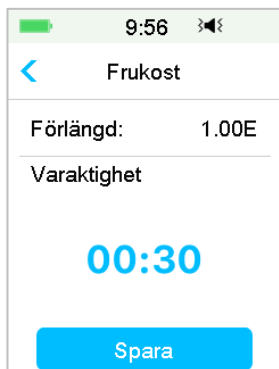 9:56
Frukost
Förlängd: 1.00E
Varaktighet
00:30
Spara